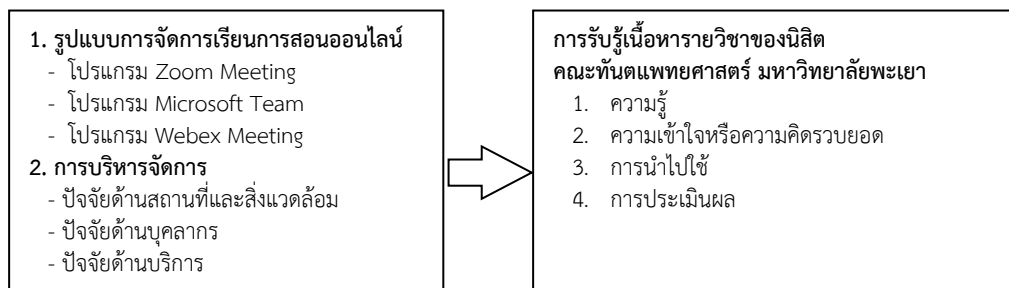 1. รูปแบบการจัดการเรียนการสอนออนไลน์
- โปรแกรม Zoom Meeting
- โปรแกรม Microsoft Team
- โปรแกรม Webex Meeting
2. การบริหารจัดการ
- ปัจจัยด้านสถานที่และสิ่งแวดล้อม
- ปัจจัยด้านบุคลากร
- ปัจจัยด้านบริการ
การรับรู้เนื้อหารายวิชาของนิสิต
คณะทันตแพทยศาสตร์ มหาวิทยาลัยพะเยา
1. ความรู้
2. ความเข้าใจหรือความคิดรวบยอด
3. การนำไปใช้
4. การประเมินผล